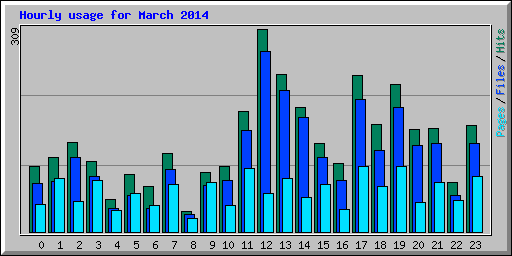 Hourly usage for March 2014
309
Pages/Files/Hits
0 1 2 3 4 5 6 7 8 9 10 11 12 13 14 15 16 17 18 19 20 21 22 23